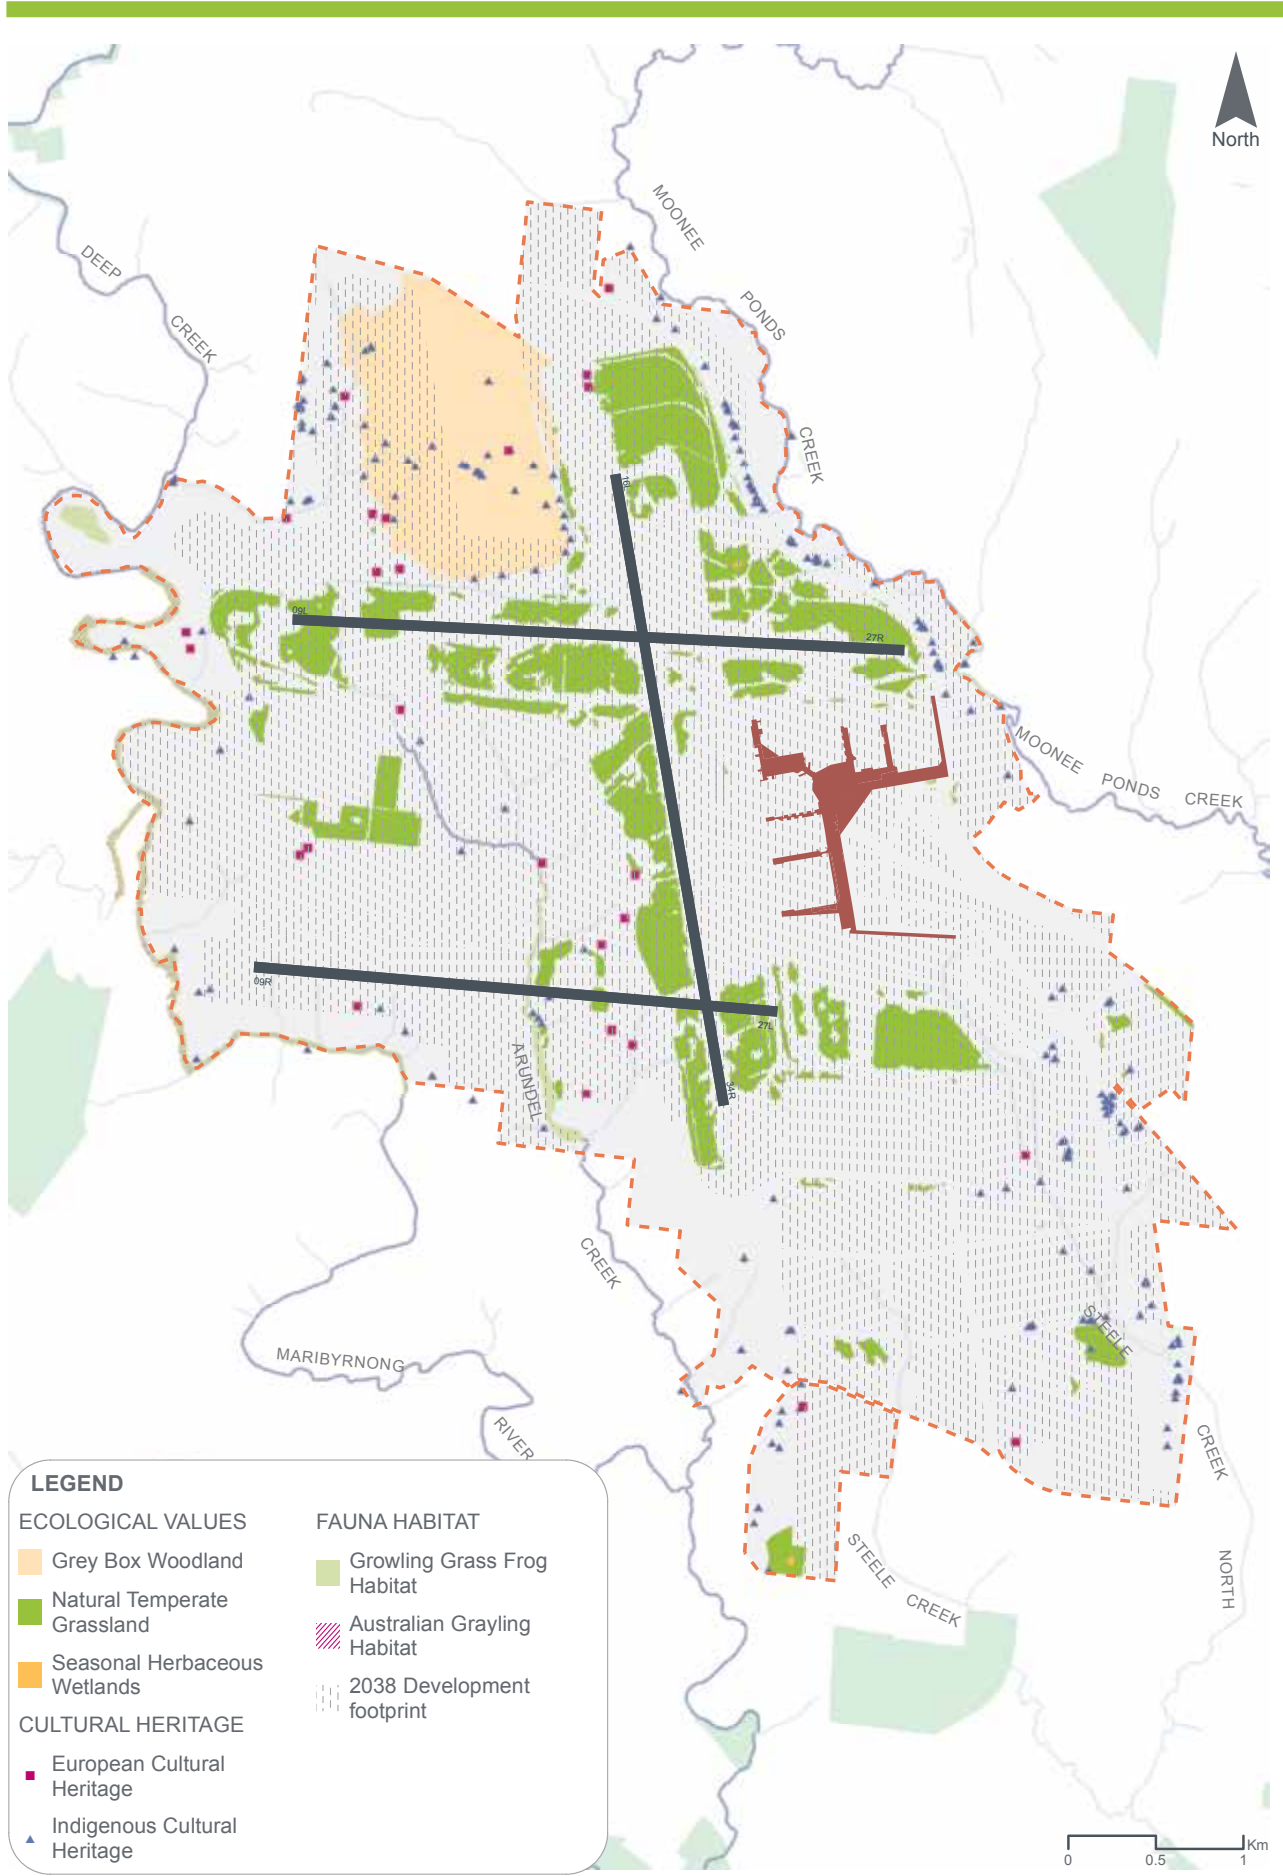 North
MOONEE
PONDS
CREEK
DEEP
CREEK
09L
27R
MOONEE PONDS CREEK
09R
27L
34R
ARUNDEL
CREEK
STEELE
CREEK
NORTH
MARIBYRNONG
RIVER
STEELE
CREEK
LEGEND
ECOLOGICAL VALUES
Grey Box Woodland
Natural Temperate
Grassland
Seasonal Herbaceous
Wetlands
CULTURAL HERITAGE
European Cultural
Heritage
Indigenous Cultural
Heritage
FAUNA HABITAT
Growling Grass Frog
Habitat
Australian Grayling
Habitat
2038 Development
footprint
0 0.5 1 Km